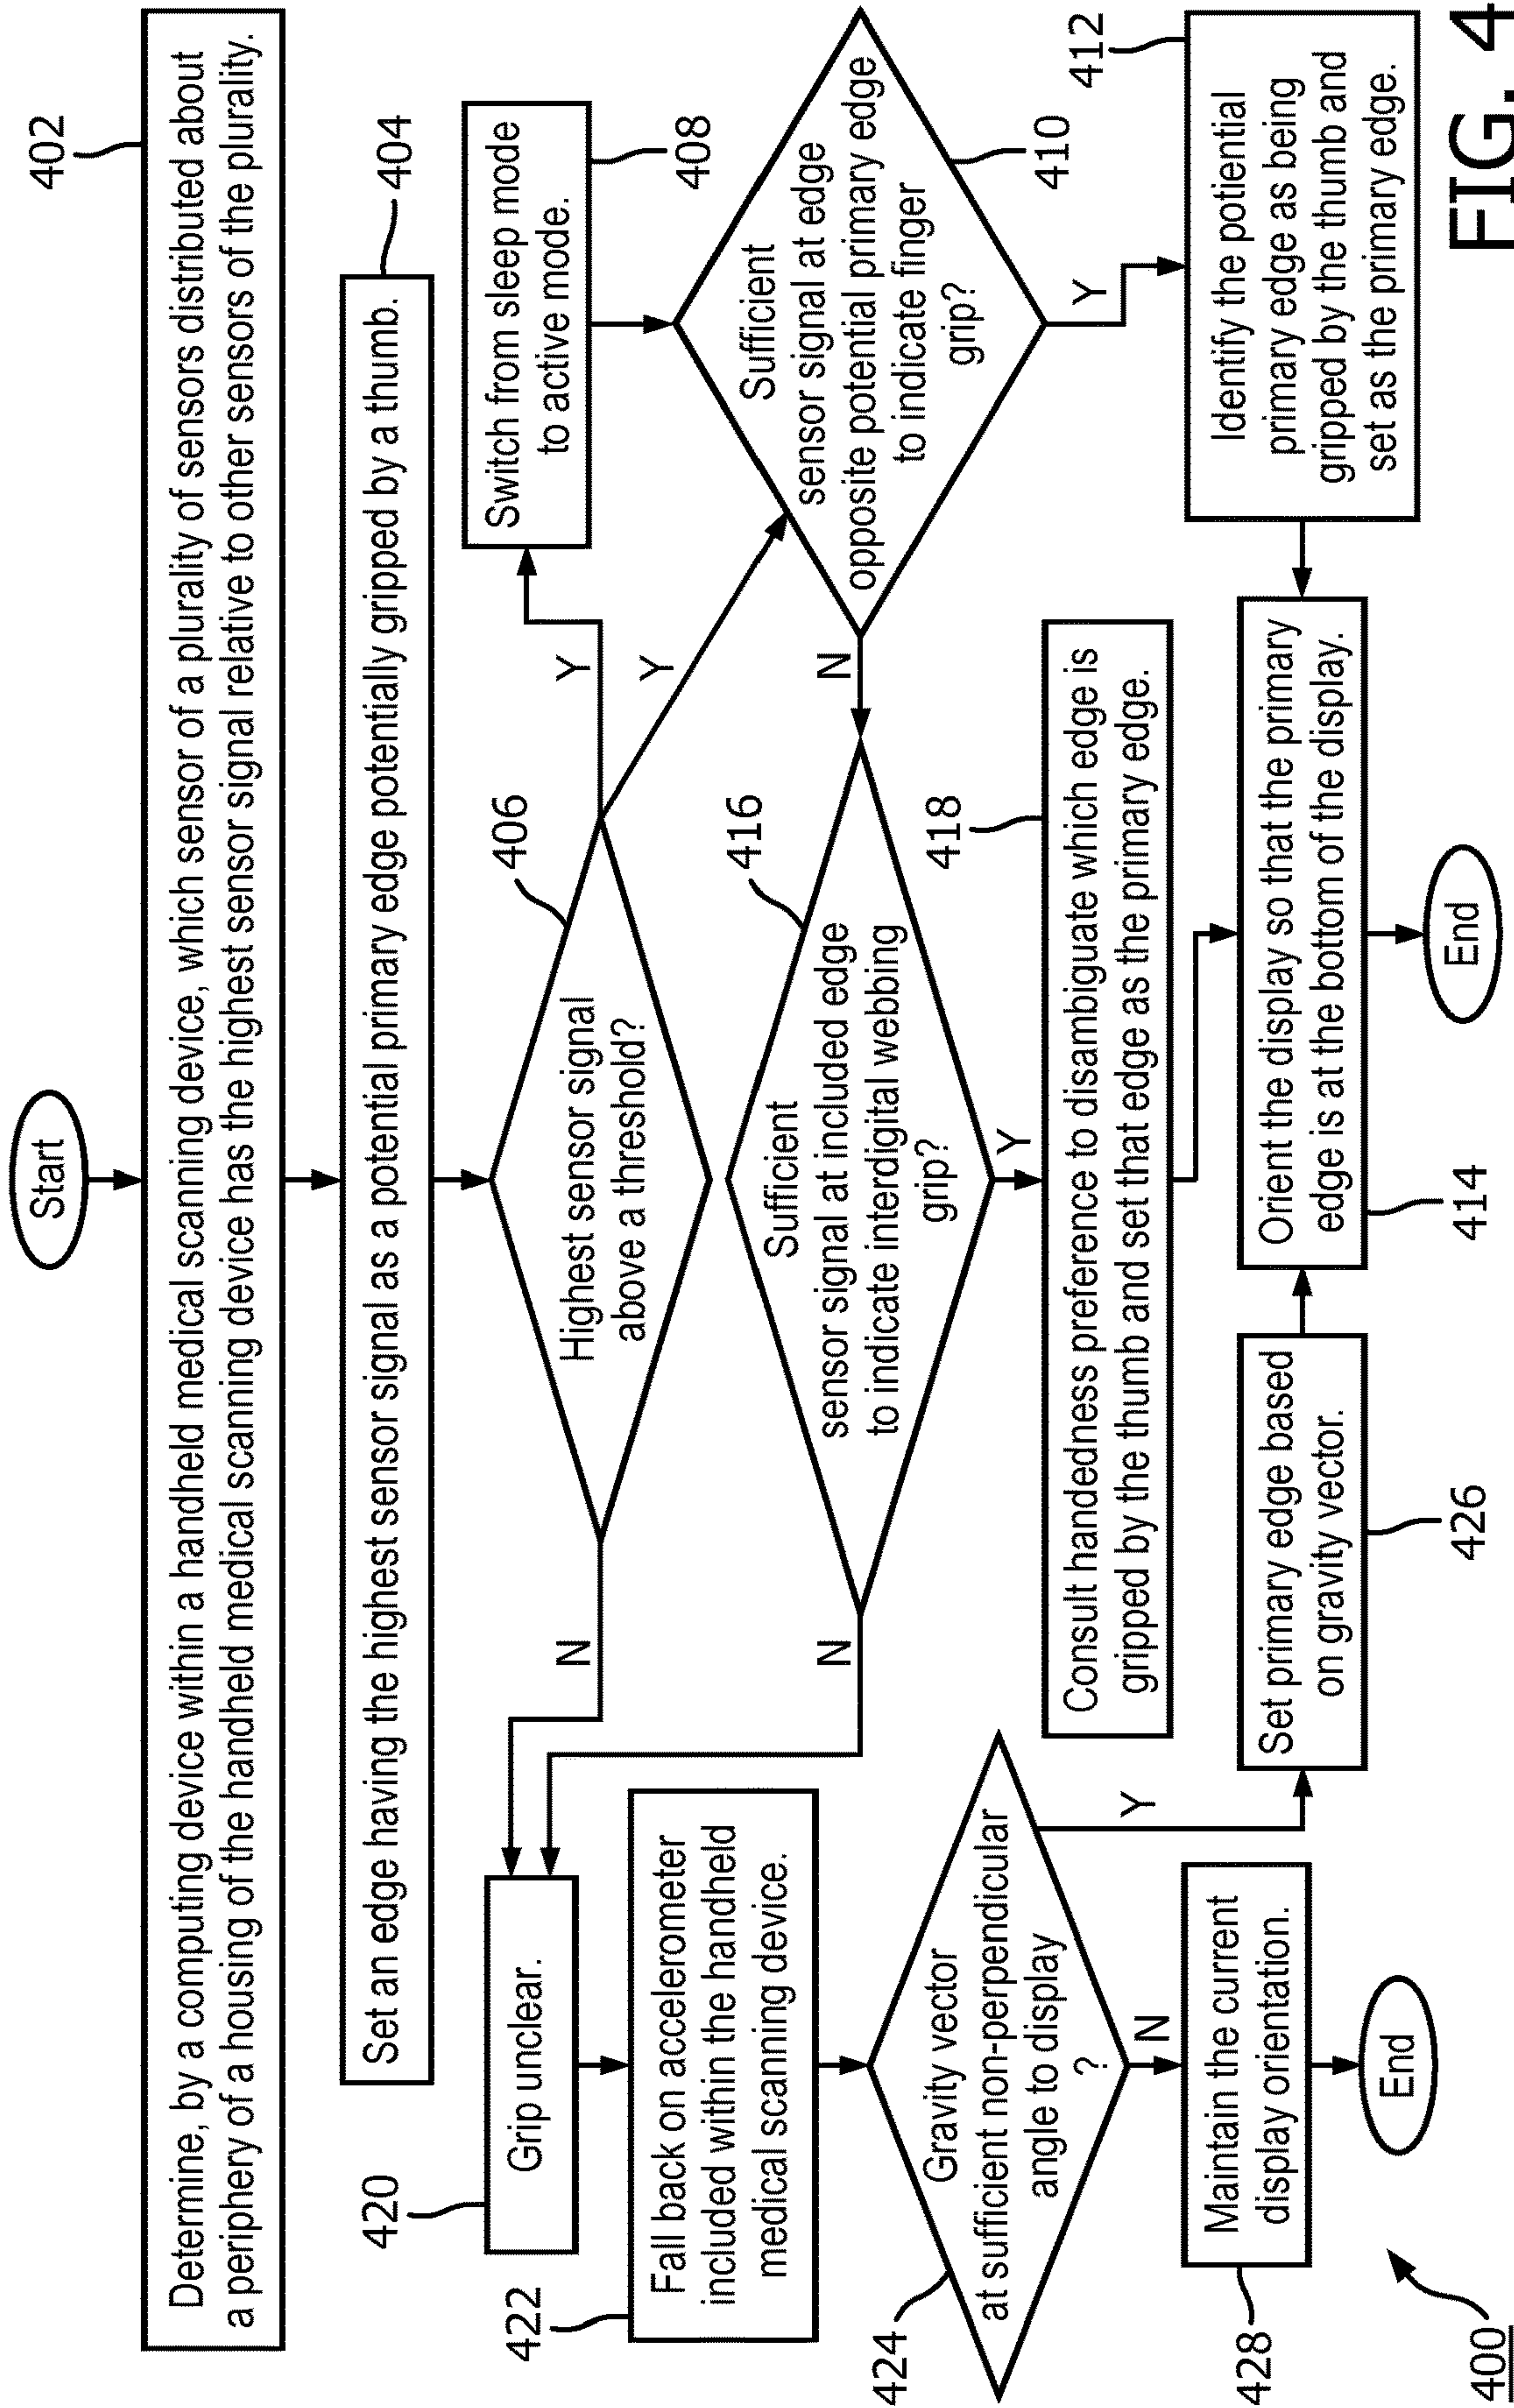 Start
402
Determine, by a computing device within a handheld medical scanning device, which sensor of a plurality of sensors distributed about
a periphery of a housing of the handheld medical scanning device has the highest sensor signal relative to other sensors of the plurality.
404
Set an edge having the highest sensor signal as a potential primary edge potentially gripped by a thumb.
406
Highest sensor signal
above a threshold?
N
Y
Y
Switch from sleep mode
to active mode.
408
420
Grip unclear.
422
Fall back on accelerometer
included within the handheld
medical scanning device.
416
Sufficient
sensor signal at included edge
to indicate interdigital webbing
grip?
N
Y
N
Sufficient
sensor signal at edge
opposite potential primary edge
to indicate finger
grip?
410
Y
424
Gravity vector
at sufficient non-perpendicular
angle to display
?
Y
N
418
Consult handedness preference to disambiguate which edge is
gripped by the thumb and set that edge as the primary edge.
412
Identify the potiential
primary edge as being
gripped by the thumb and
set as the primary edge.
428
Maintain the current
display orientation.
Set primary edge based
on gravity vector.
426
Orient the display so that the primary
edge is at the bottom of the display.
414
End
End
400
FIG. 4